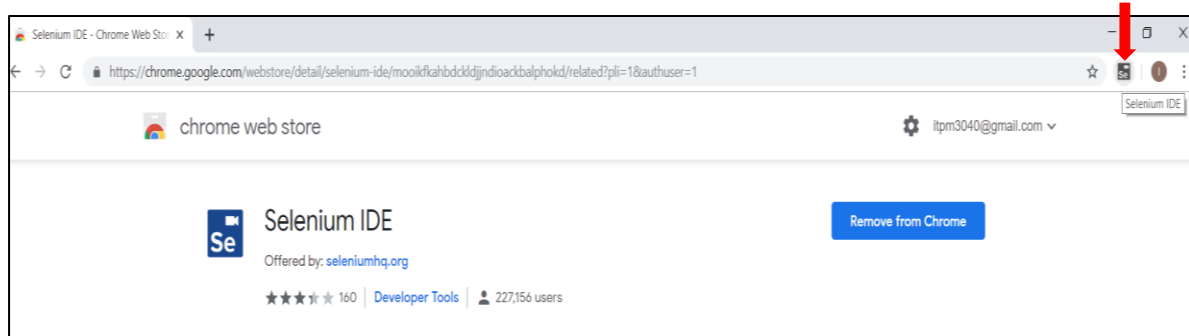 Selenium IDE - Chrome Web Sto
https://chrome.google.com/webstore/detail/selenium-ide/mooikfkahbdckldjjndioackbalphokd/related?pli=1&authuser=1
Se
I
Selenium IDE
chrome web store
itpm3040@gmail.com
Se
Selenium IDE
Remove from Chrome
Offered by: seleniumhq.org
160 Developer Tools 227,156 users